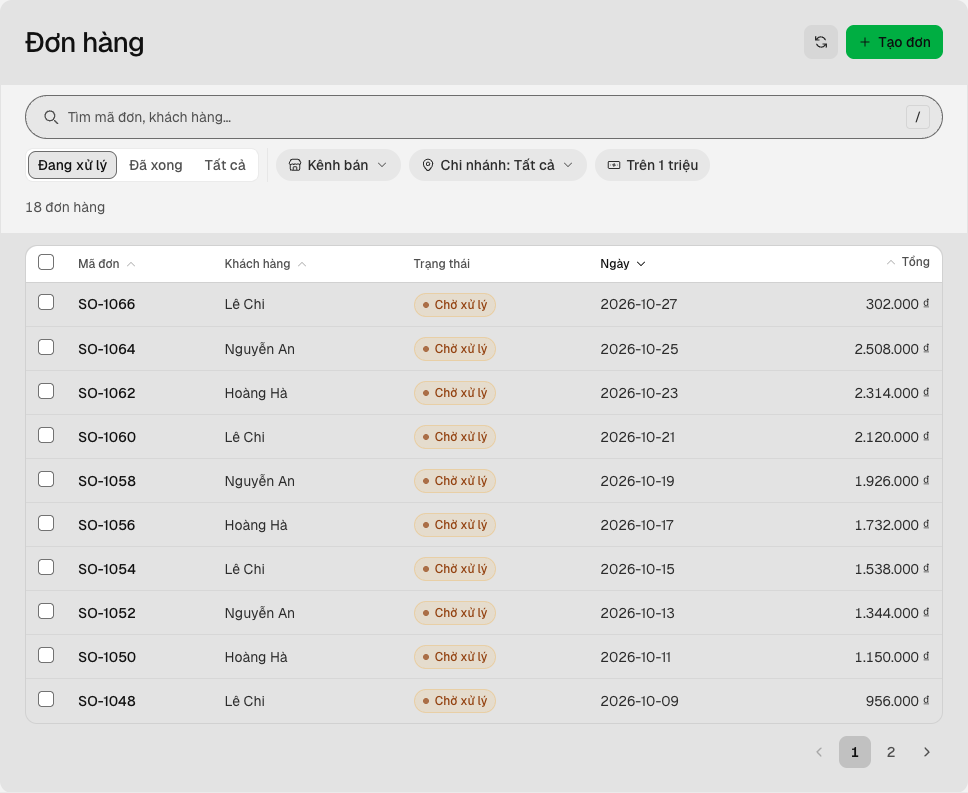 Đơn hàng
+ Tạo đơn
Tìm mã đơn, khách hàng... /
Đang xử lý Đã xong Tất cả Kênh bán Chi nhánh: Tất cả Trên 1 triệu
18 đơn hàng
Mã đơn Khách hàng Trạng thái Ngày Tổng
SO-1066 Lê Chi Chờ xử lý 2026-10-27 302.000 ₫
SO-1064 Nguyễn An Chờ xử lý 2026-10-25 2.508.000 ₫
SO-1062 Hoàng Hà Chờ xử lý 2026-10-23 2.314.000 ₫
SO-1060 Lê Chi Chờ xử lý 2026-10-21 2.120.000 ₫
SO-1058 Nguyễn An Chờ xử lý 2026-10-19 1.926.000 ₫
SO-1056 Hoàng Hà Chờ xử lý 2026-10-17 1.732.000 ₫
SO-1054 Lê Chi Chờ xử lý 2026-10-15 1.538.000 ₫
SO-1052 Nguyễn An Chờ xử lý 2026-10-13 1.344.000 ₫
SO-1050 Hoàng Hà Chờ xử lý 2026-10-11 1.150.000 ₫
SO-1048 Lê Chi Chờ xử lý 2026-10-09 956.000 ₫
1 2